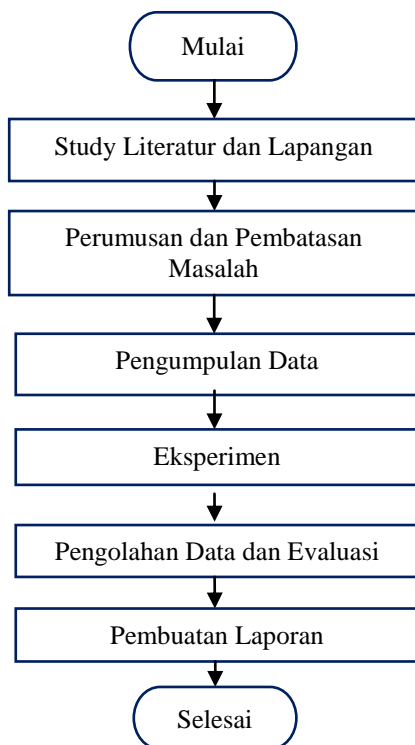 Mulai
Study Literatur dan Lapangan
Perumusan dan Pembatasan
Masalah
Pengumpulan Data
Eksperimen
Pengolahan Data dan Evaluasi
Pembuatan Laporan
Selesai